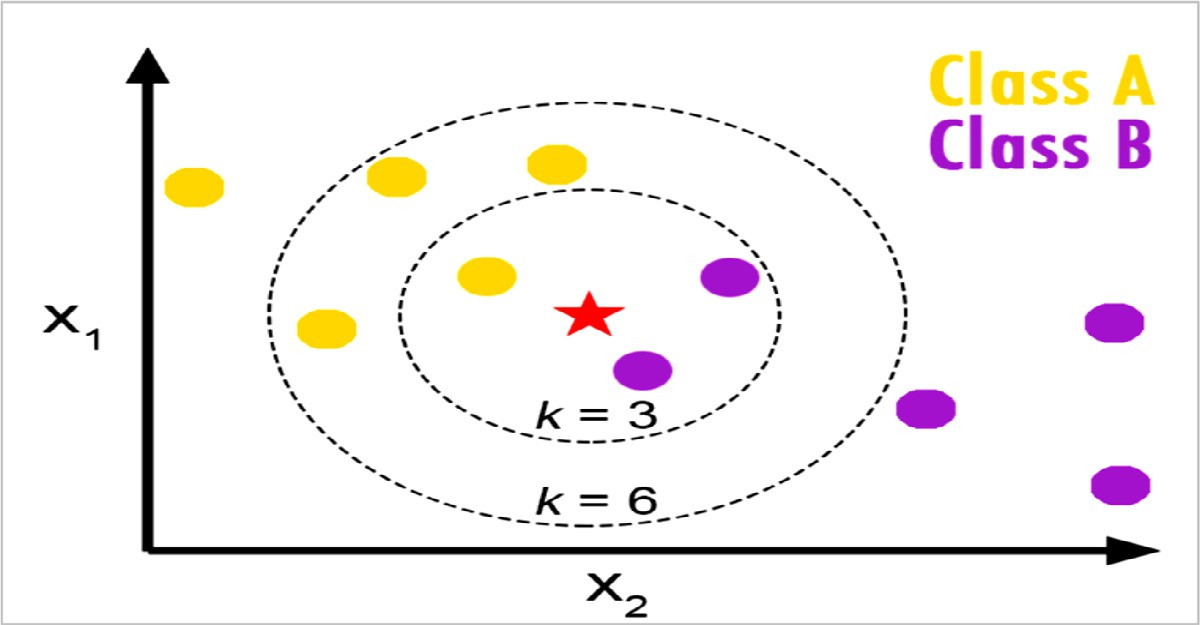 Class A
Class B
x₁
k = 3
k = 6
x₂